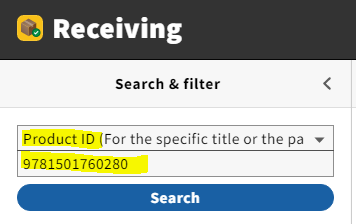 Receiving
Search & filter
Product ID (For the specific title or the pa
9781501760280
Search